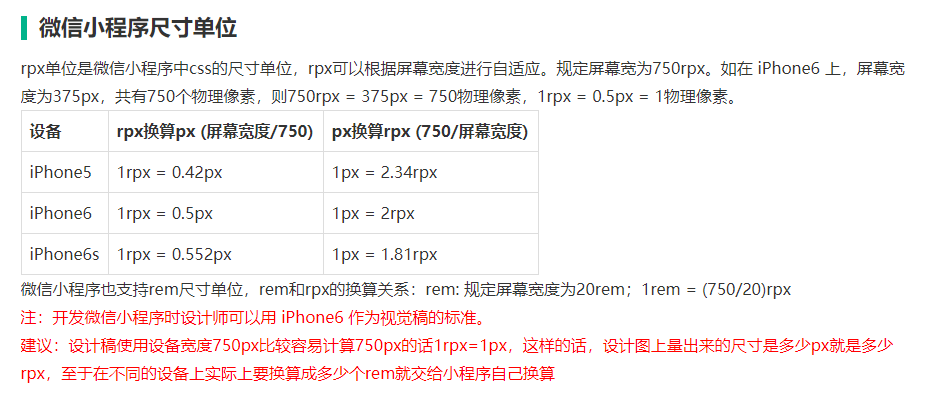 微信小程序尺寸单位
rpx单位是微信小程序中css的尺寸单位，rpx可以根据屏幕宽度进行自适应。规定屏幕宽为750rpx。如在 iPhone6 上，屏幕宽
度为375px，共有750个物理像素，则750rpx = 375px = 750物理像素，1rpx = 0.5px = 1物理像素。
设备 rpx换算px (屏幕宽度/750) px换算rpx (750/屏幕宽度)
iPhone5 1rpx = 0.42px 1px = 2.34rpx
iPhone6 1rpx = 0.5px 1px = 2rpx
iPhone6s 1rpx = 0.552px 1px = 1.81rpx
微信小程序也支持rem尺寸单位，rem和rpx的换算关系：rem: 规定屏幕宽度为20rem；1rem = (750/20)rpx
注：开发微信小程序时设计师可以用 iPhone6 作为视觉稿的标准。
建议：设计稿使用设备宽度750px比较容易计算750px的话1rpx=1px，这样的话，设计图上量出来的尺寸是多少px就是多少
rpx，至于在不同的设备上实际上要换算成多少个rem就交给小程序自己换算